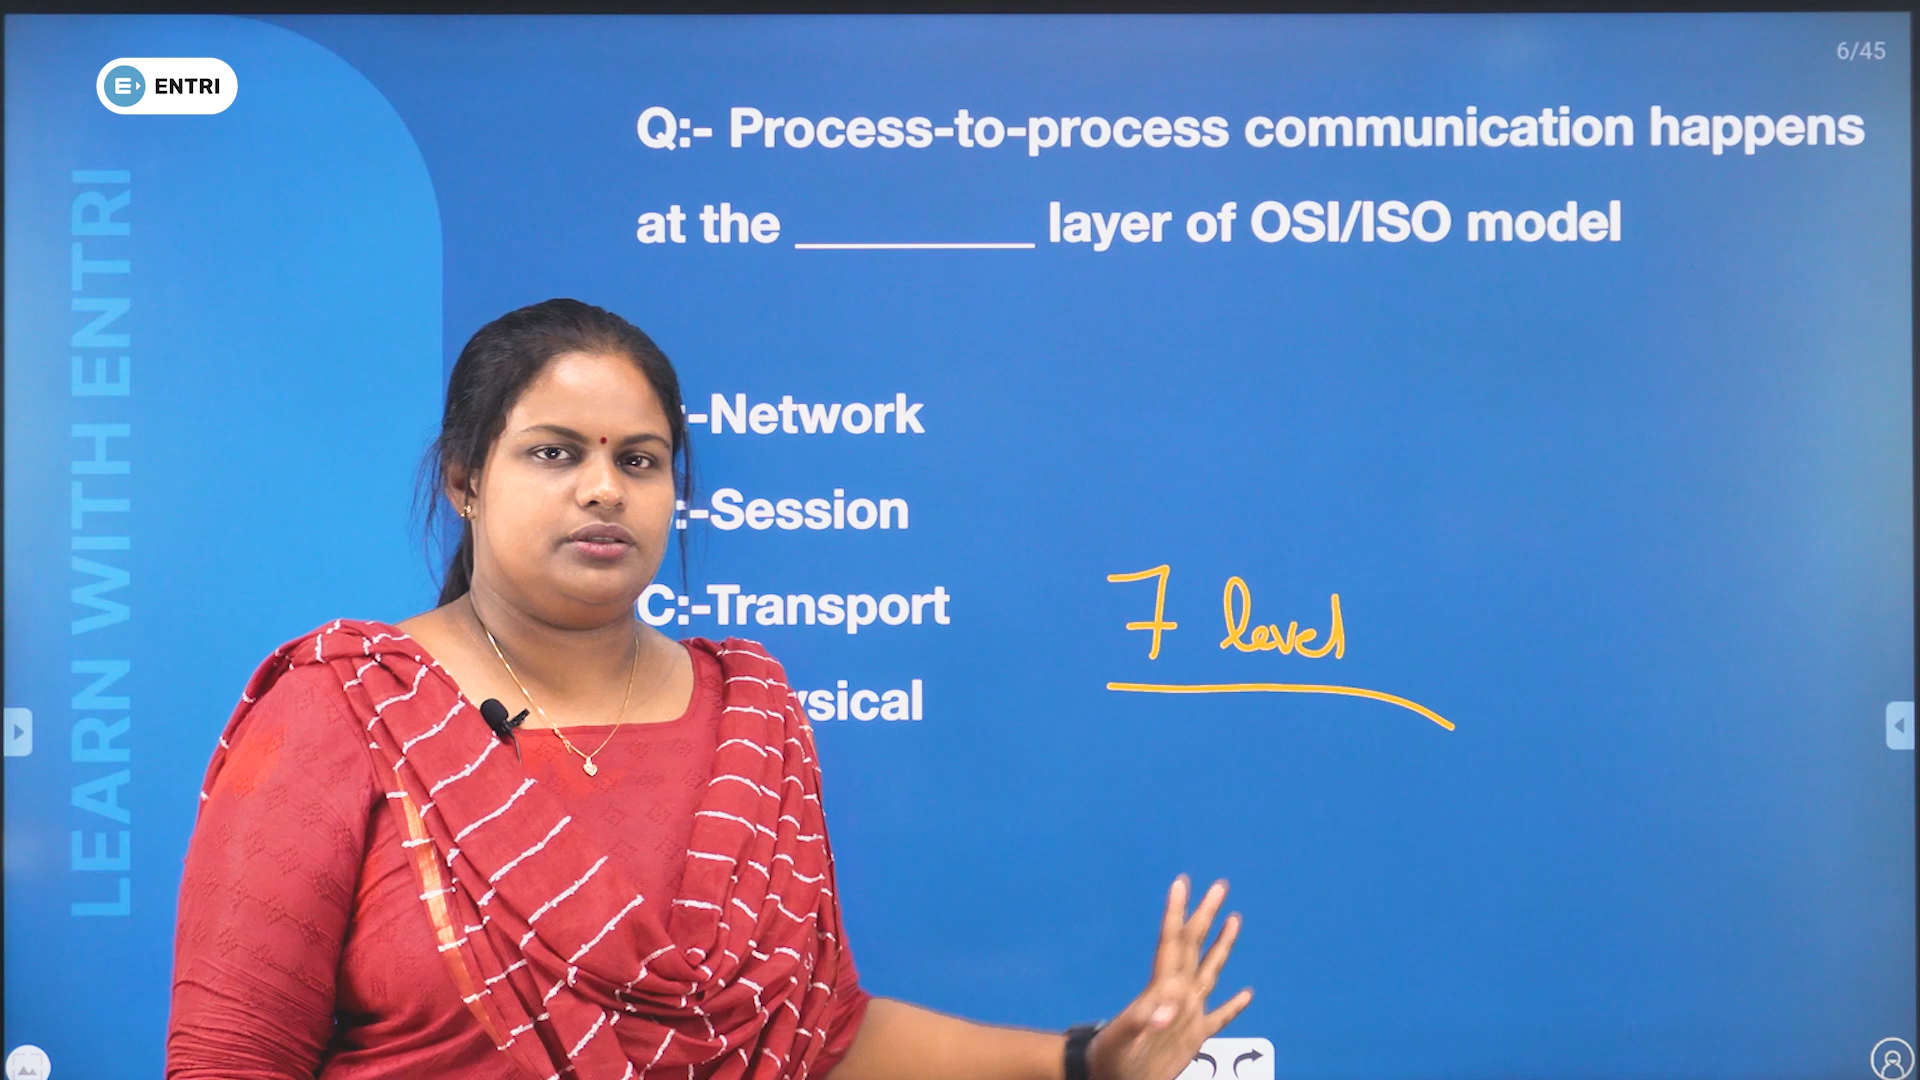 6/45
ENTRI
LEARN WITH ENTRI
Q:- Process-to-process communication happens
at the ________ layer of OSI/ISO model
:-Network
:-Session
C:-Transport
ysical
7 level